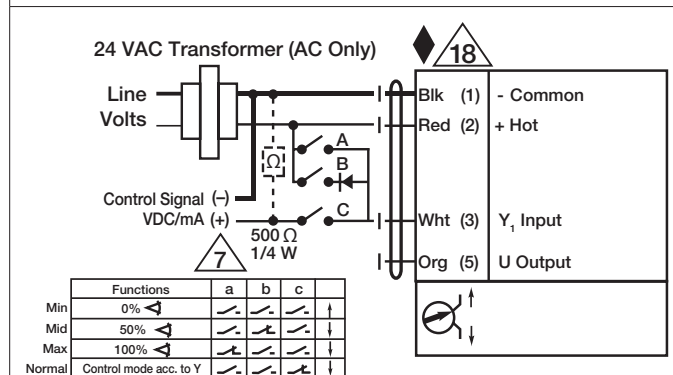 24 VAC Transformer (AC Only)
18
Line
Volts
Blk (1) - Common
Red (2) + Hot
A
B
Ω
Control Signal (–)
VDC/mA (+)
C
Wht (3) Y₁ Input
500 Ω
1/4 W
7
Org (5) U Output
Functions a b c
Min 0%
Mid 50%
Max 100%
Normal Control mode acc. to Y